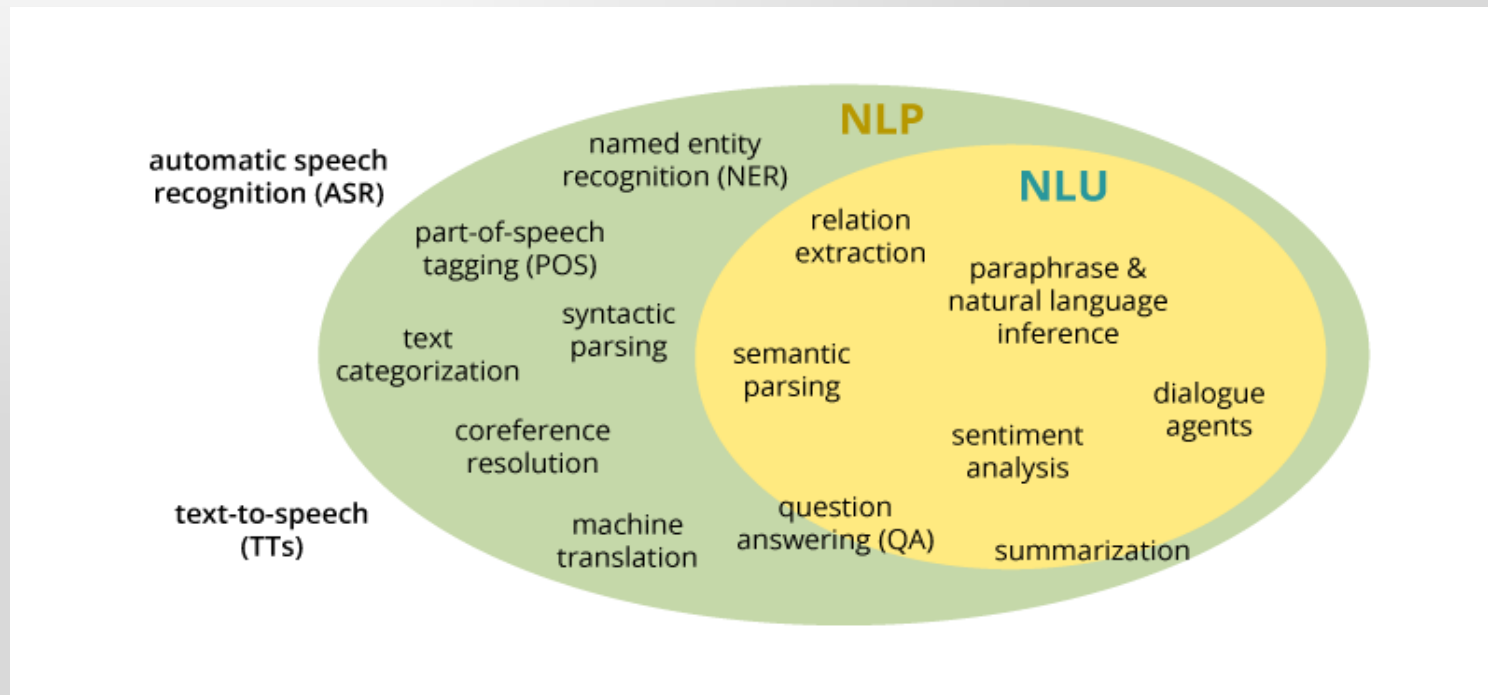 NLP
named entity
recognition (NER)
automatic speech
recognition (ASR)
NLU
relation
extraction
part-of-speech
tagging (POS)
paraphrase &
natural language
inference
syntactic
parsing
text
categorization
semantic
parsing
dialogue
agents
coreference
resolution
sentiment
analysis
text-to-speech
(TTs)
machine
translation
question
answering (QA)
summarization